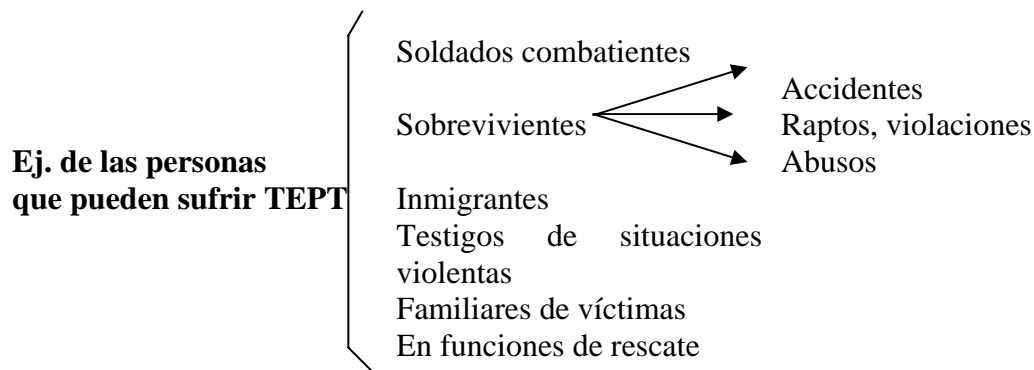 Ej. de las personas
que pueden sufrir TEPT
Soldados combatientes
Sobrevivientes
Accidentes
Raptos, violaciones
Abusos
Inmigrantes
Testigos de situaciones
violentas
Familiares de víctimas
En funciones de rescate